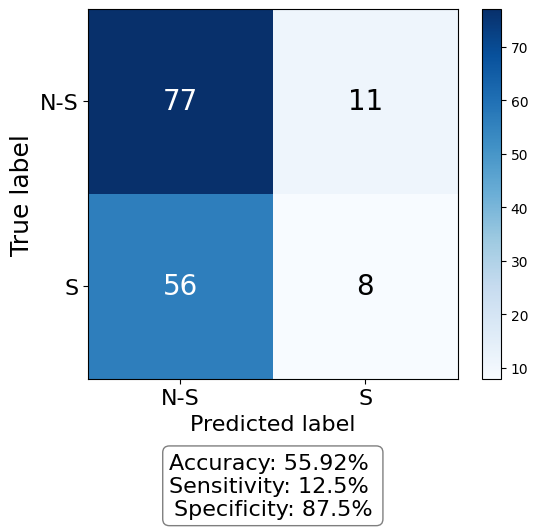 N-S
77
11
S
56
8
True label
N-S
S
Predicted label
70
60
50
40
30
20
10
Accuracy: 55.92%
Sensitivity: 12.5%
Specificity: 87.5%